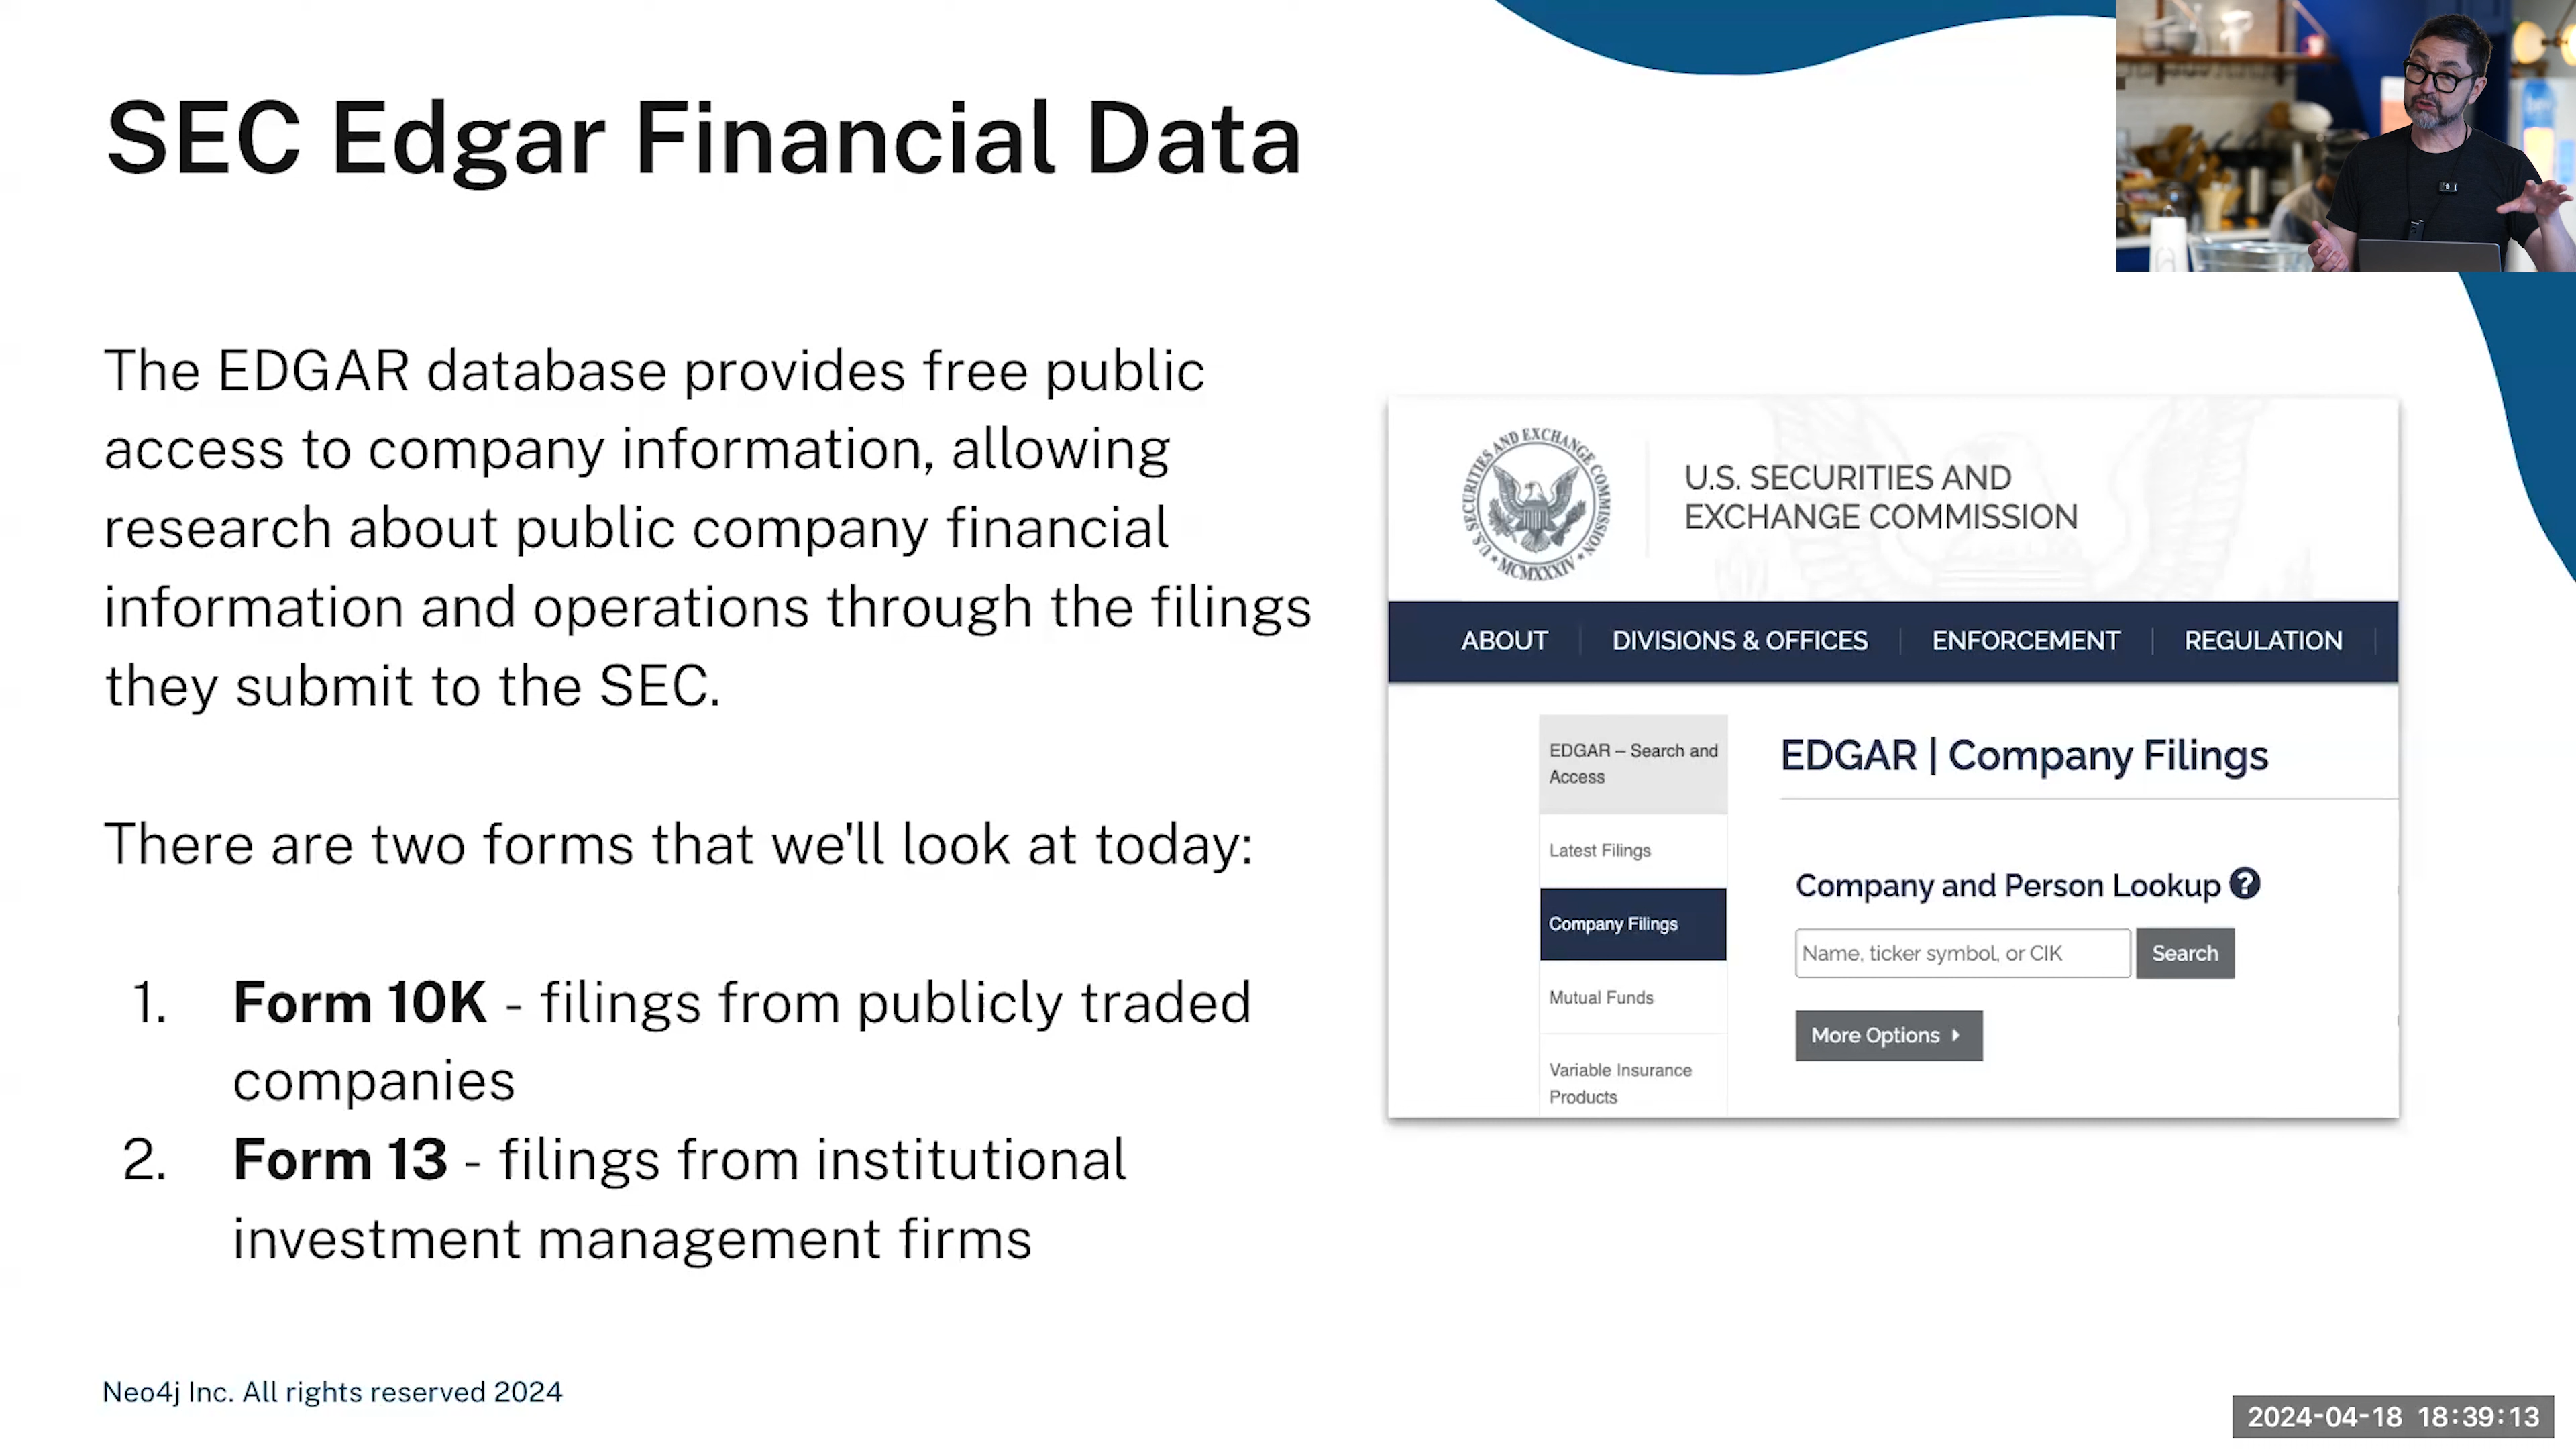 SEC Edgar Financial Data
The EDGAR database provides free public
access to company information, allowing
research about public company financial
information and operations through the filings
they submit to the SEC.
There are two forms that we'll look at today:
1. Form 10K - filings from publicly traded
companies
2. Form 13 - filings from institutional
investment management firms
U.S. SECURITIES AND EXCHANGE COMMISSION
MCMXXXIV
U.S. SECURITIES AND
EXCHANGE COMMISSION
ABOUT
DIVISIONS & OFFICES
ENFORCEMENT
REGULATION
EDGAR – Search and
Access
Latest Filings
Company Filings
Mutual Funds
Variable Insurance
Products
EDGAR | Company Filings
Company and Person Lookup ?
Name, ticker symbol, or CIK
Search
More Options
Neo4j Inc. All rights reserved 2024
2024-04-18 18:39:13